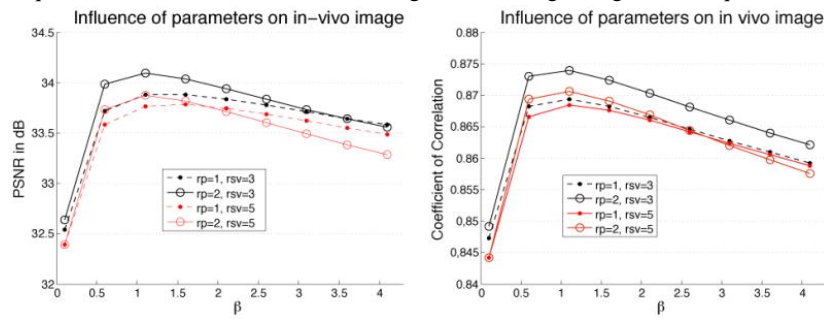 Influence of parameters on in-vivo image
34.5
34
33.5
33
32.5
32
PSNR in dB
rp=1, rsv=3
rp=2, rsv=3
rp=1, rsv=5
rp=2, rsv=5
0 0.5 1 1.5 2 2.5 3 3.5 4
β
Influence of parameters on in vivo image
0.88
0.875
0.87
0.865
0.86
0.855
0.85
0,845
0.84
Coefficient of Correlation
rp=1, rsv=3
rp=2, rsv=3
rp=1, rsv=5
rp=2, rsv=5
0 0.5 1 1.5 2 2.5 3 3.5 4
β